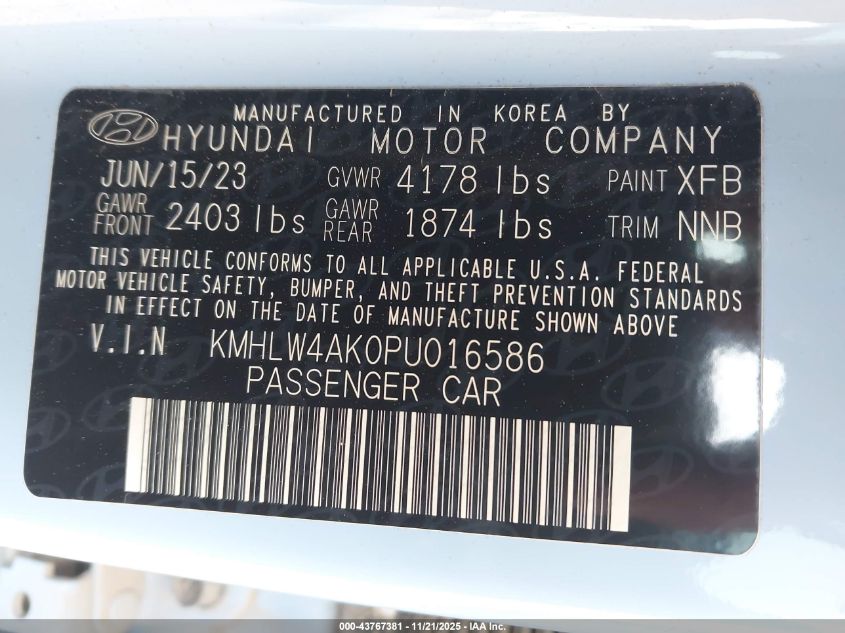 MANUFACTURED IN KOREA BY
HYUNDAI MOTOR COMPANY
JUN/15/23 GVWR 4178 lbs PAINT XFB
GAWR FRONT 2403 lbs GAWR REAR 1874 lbs TRIM NNB
THIS VEHICLE CONFORMS TO ALL APPLICABLE U.S.A. FEDERAL
MOTOR VEHICLE SAFETY, BUMPER, AND THEFT PREVENTION STANDARDS
IN EFFECT ON THE DATE OF MANUFACTURE SHOWN ABOVE
V.I.N KMHLW4AK0PU016586
PASSENGER CAR
000-43767381 - 11/21/2025 - IAA Inc.